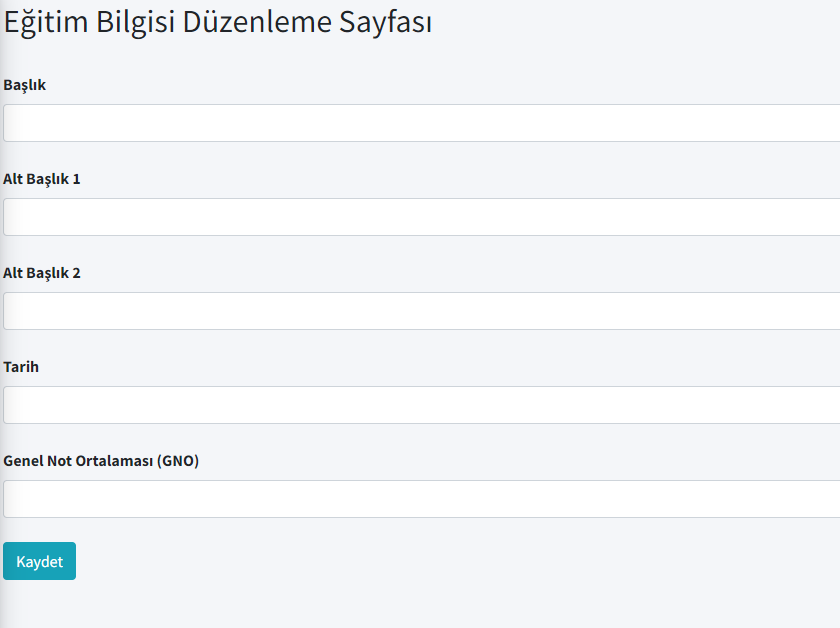 Eğitim Bilgisi Düzenleme Sayfası
Başlık
Alt Başlık 1
Alt Başlık 2
Tarih
Genel Not Ortalaması (GNO)
Kaydet